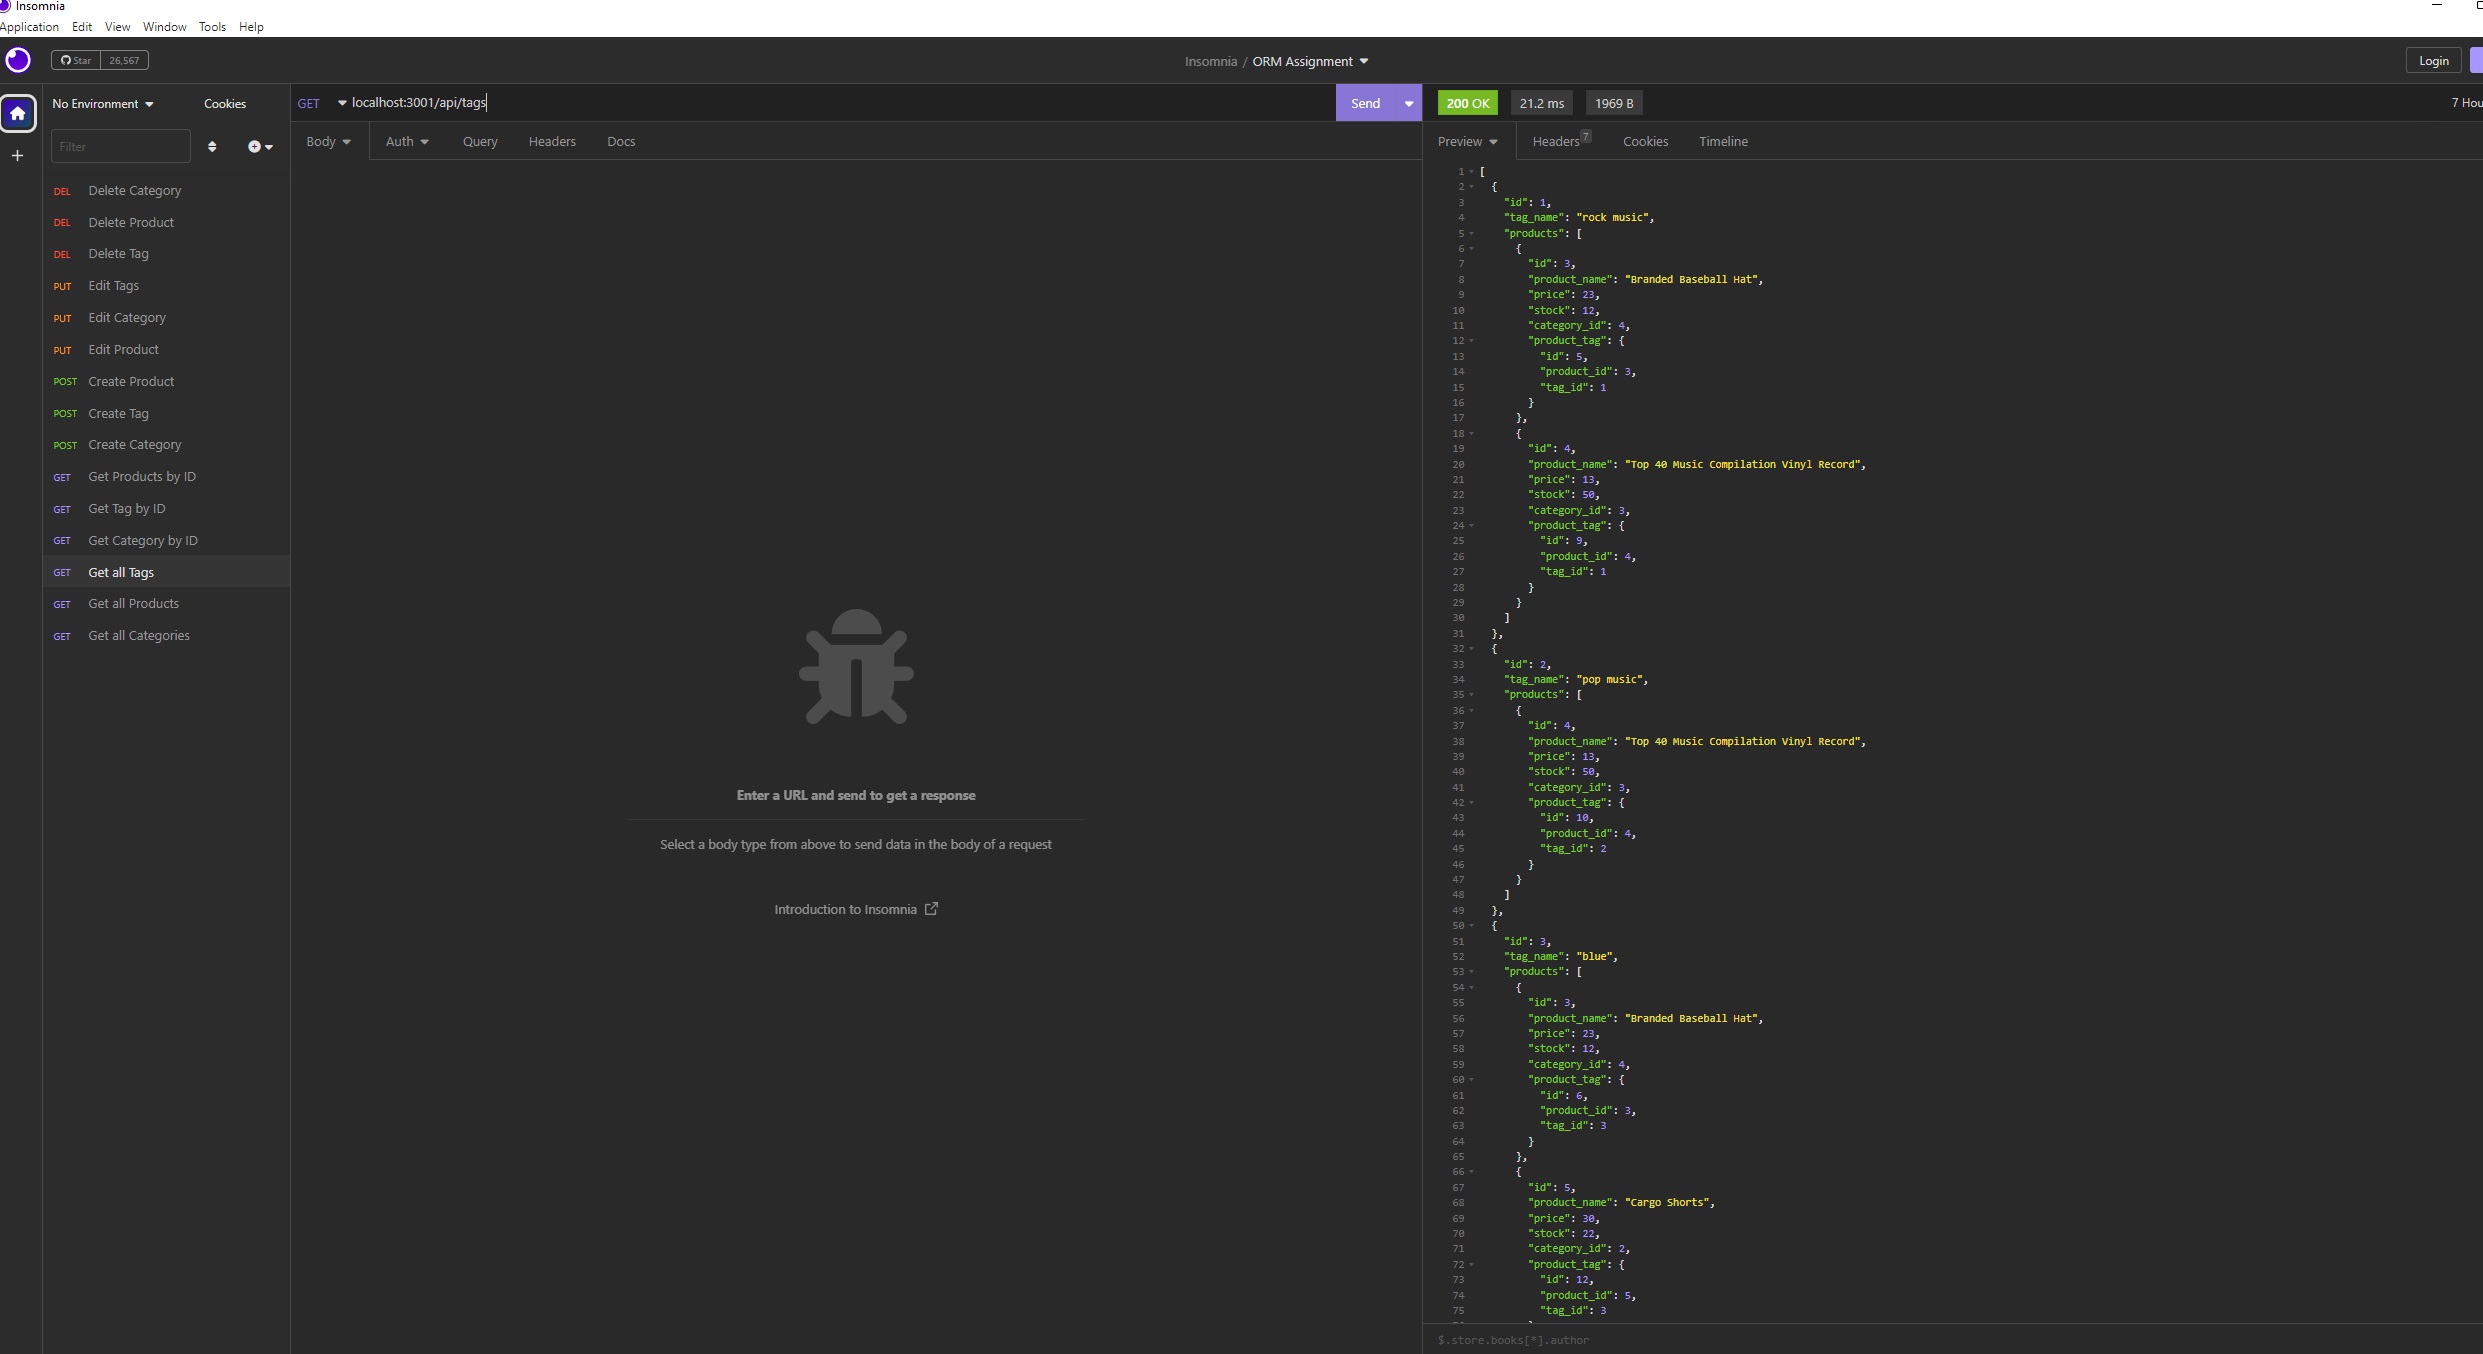 Insomnia
Application Edit View Window Tools Help
Star 26,567
Insomnia / ORM Assignment
Login
No Environment
Cookies
GET localhost:3001/api/tags
Send
200 OK
21.2 ms
1969 B
7 Hou
Filter
Body
Auth
Query
Headers
Docs
Preview
Headers 7
Cookies
Timeline
DEL Delete Category
DEL Delete Product
DEL Delete Tag
PUT Edit Tags
PUT Edit Category
PUT Edit Product
POST Create Product
POST Create Tag
POST Create Category
GET Get Products by ID
GET Get Tag by ID
GET Get Category by ID
GET Get all Tags
GET Get all Products
GET Get all Categories
Enter a URL and send to get a response
Select a body type from above to send data in the body of a request
Introduction to Insomnia
1 [
2 {
3 "id": 1,
4 "tag_name": "rock music",
5 "products": [
6 {
7 "id": 3,
8 "product_name": "Branded Baseball Hat",
9 "price": 23,
10 "stock": 12,
11 "category_id": 4,
12 "product_tag": {
13 "id": 5,
14 "product_id": 3,
15 "tag_id": 1
16 }
17 },
18 {
19 "id": 4,
20 "product_name": "Top 40 Music Compilation Vinyl Record",
21 "price": 13,
22 "stock": 50,
23 "category_id": 3,
24 "product_tag": {
25 "id": 9,
26 "product_id": 4,
27 "tag_id": 1
28 }
29 }
30 ]
31 },
32 {
33 "id": 2,
34 "tag_name": "pop music",
35 "products": [
36 {
37 "id": 4,
38 "product_name": "Top 40 Music Compilation Vinyl Record",
39 "price": 13,
40 "stock": 50,
41 "category_id": 3,
42 "product_tag": {
43 "id": 10,
44 "product_id": 4,
45 "tag_id": 2
46 }
47 }
48 ]
49 },
50 {
51 "id": 3,
52 "tag_name": "blue",
53 "products": [
54 {
55 "id": 3,
56 "product_name": "Branded Baseball Hat",
57 "price": 23,
58 "stock": 12,
59 "category_id": 4,
60 "product_tag": {
61 "id": 6,
62 "product_id": 3,
63 "tag_id": 3
64 }
65 },
66 {
67 "id": 5,
68 "product_name": "Cargo Shorts",
69 "price": 30,
70 "stock": 22,
71 "category_id": 2,
72 "product_tag": {
73 "id": 12,
74 "product_id": 5,
75 "tag_id": 3
$.store.books[*].author